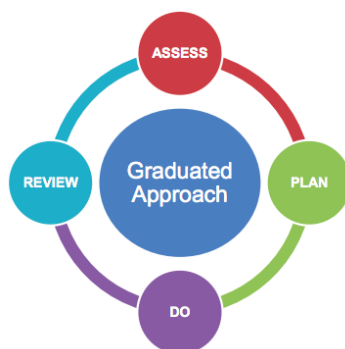 ASSESS
Graduated
Approach
REVIEW
PLAN
DO